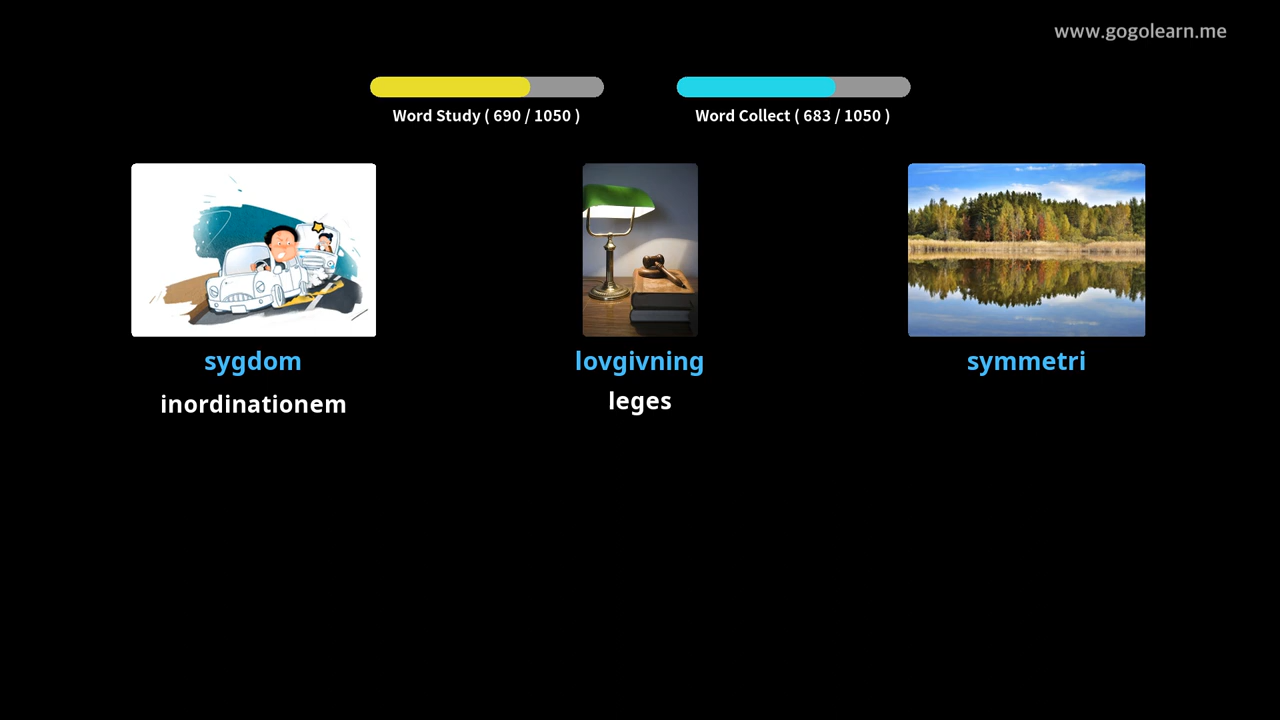 www.gogolearn.me
Word Study ( 690 / 1050 )
Word Collect ( 683 / 1050 )
sygdom
lovgivning
symmetri
inordinationem
leges